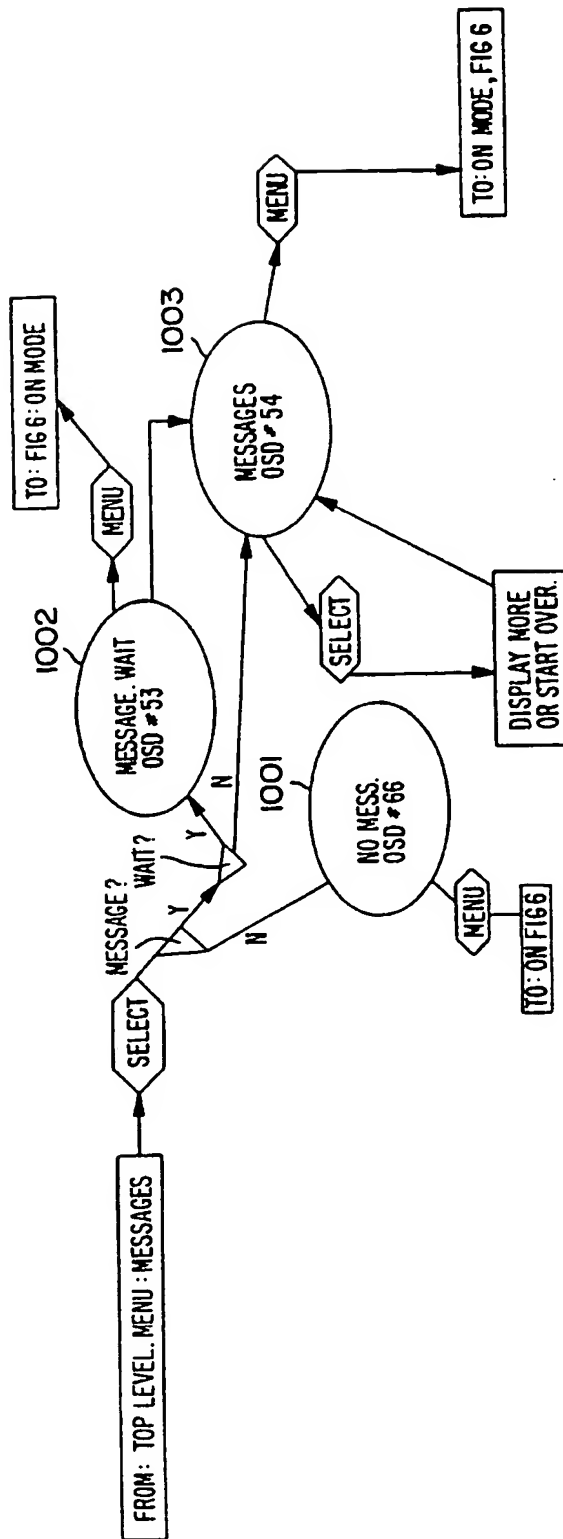 FROM: TOP LEVEL. MENU: MESSAGES
SELECT
MESSAGE?
Y
N
WAIT?
Y
N
1002
MESSAGE. WAIT
OSD #53
MENU
TO: FIG 6: ON MODE
1001
NO MESS.
OSD #66
MENU
TO: ON FIG 6
1003
MESSAGES
OSD #54
SELECT
DISPLAY MORE
OR START OVER.
MENU
TO: ON MODE, FIG 6